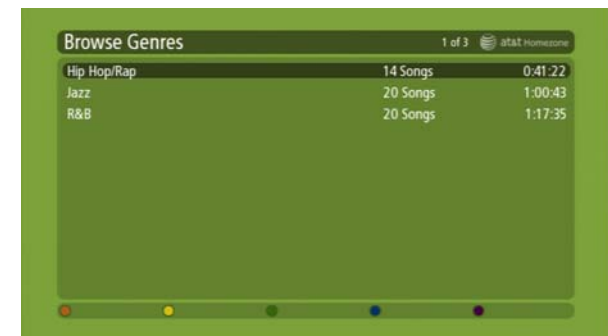 Browse Genres 1 of 3 at&t Homezone
Hip Hop/Rap 14 Songs 0:41:22
Jazz 20 Songs 1:00:43
R&B 20 Songs 1:17:35